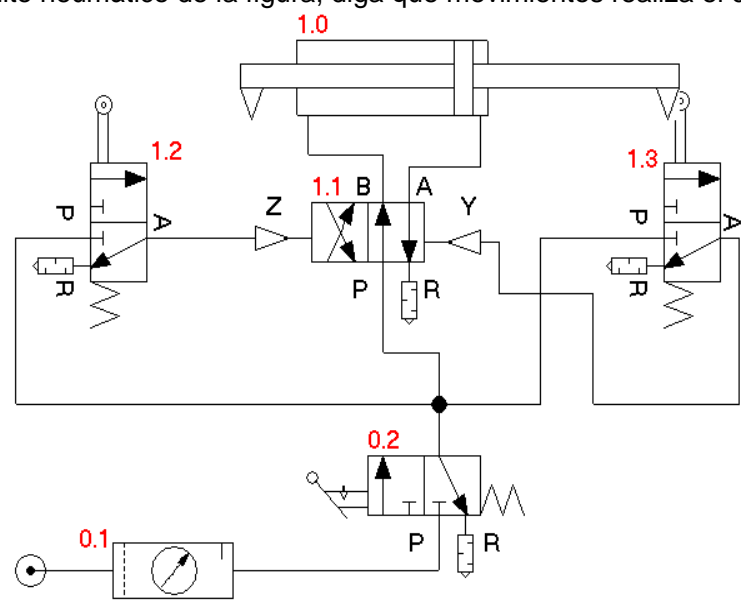 neumático de la figura, diga que movimientos realiza el
1.0
1.2
1.3
1.1 B A
Z
Y
P A
P A
P R
R
R
0.2
0.1
P R